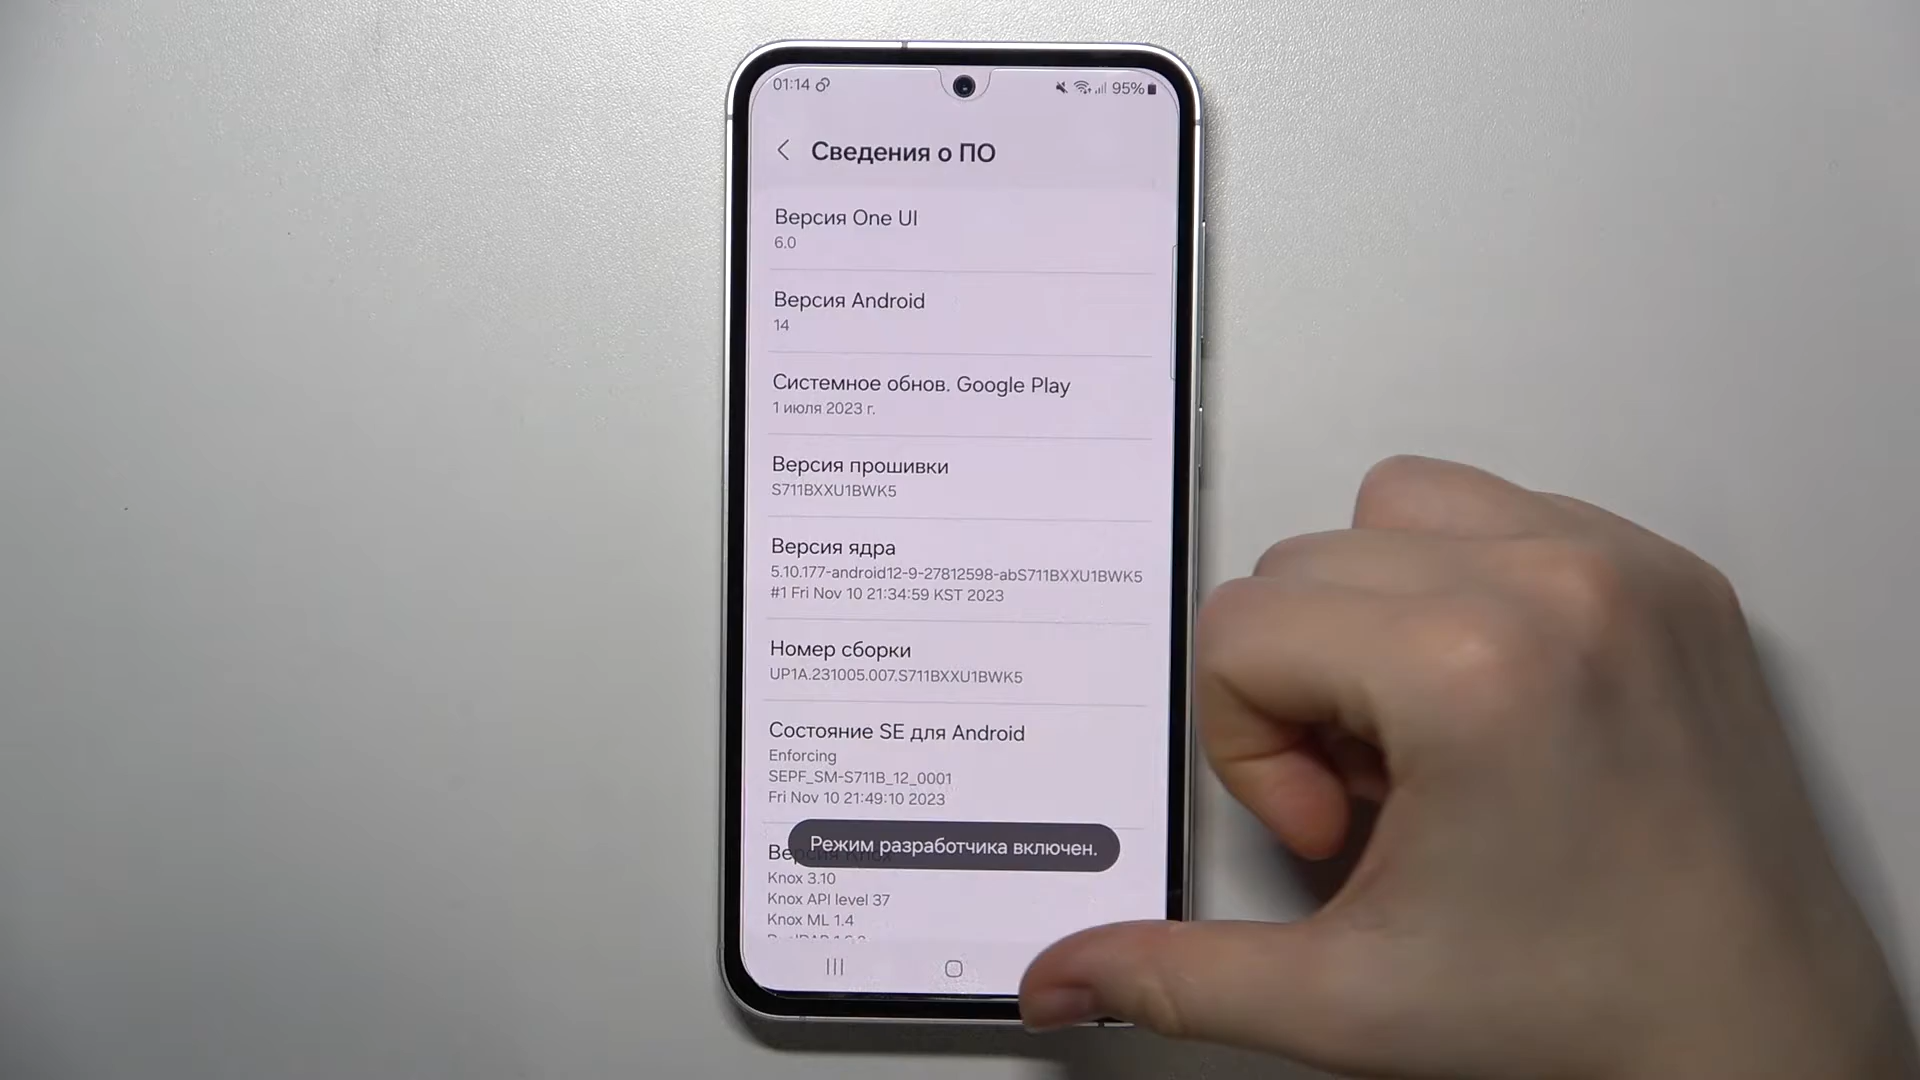 01:14
95%
Сведения о ПО
Версия One UI
6.0
Версия Android
14
Системное обнов. Google Play
1 июля 2023 г.
Версия прошивки
S711BXXU1BWK5
Версия ядра
5.10.177-android12-9-27812598-abS711BXXU1BWK5
#1 Fri Nov 10 21:34:59 KST 2023
Номер сборки
UP1A.231005.007.S711BXXU1BWK5
Состояние SE для Android
Enforcing
SEPF_SM-S711B_12_0001
Fri Nov 10 21:49:10 2023
Режим разработчика включен.
Версия Knox
Knox 3.10
Knox API level 37
Knox ML 1.4